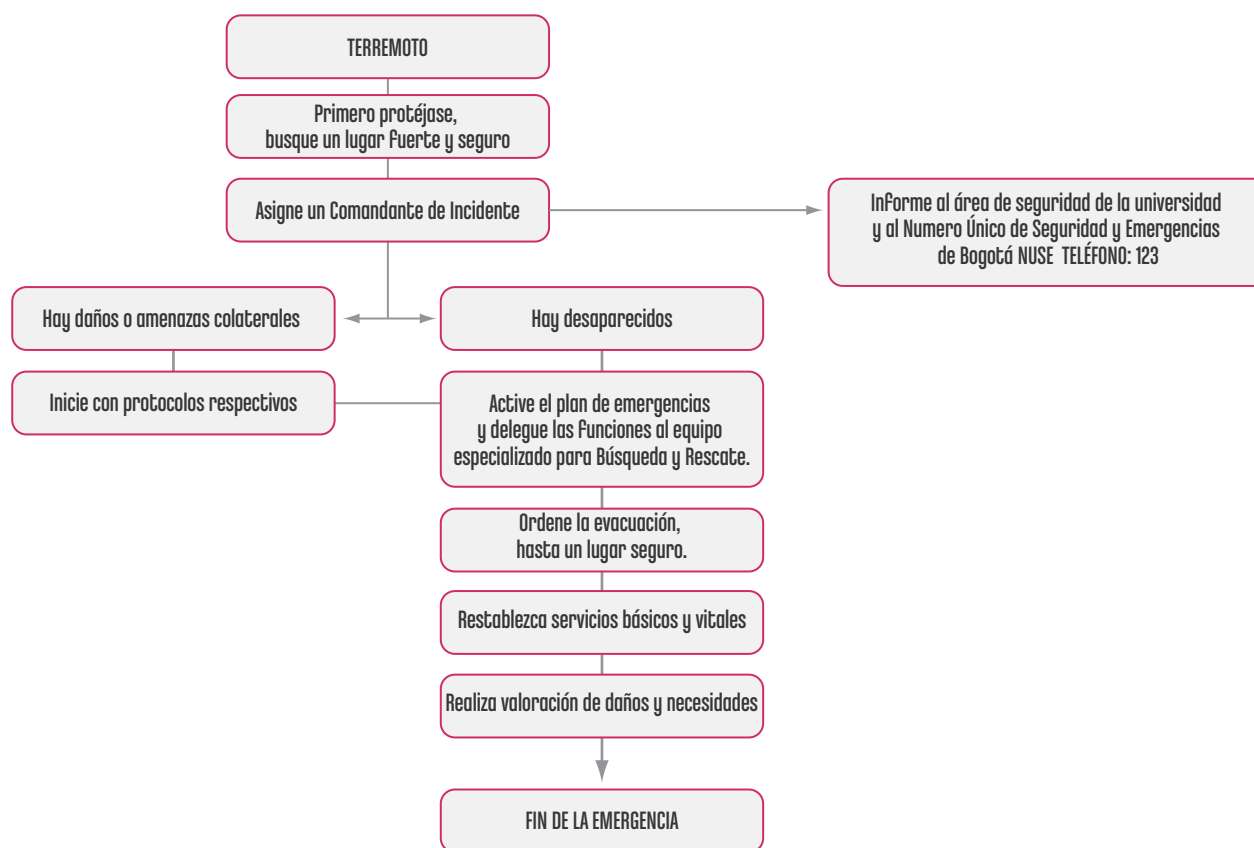 TERREMOTO
Primero protéjase,
busque un lugar fuerte y seguro
Asigne un Comandante de Incidente
Informe al área de seguridad de la universidad
y al Numero Único de Seguridad y Emergencias
de Bogotá NUSE TELÉFONO: 123
Hay daños o amenazas colaterales
Hay desaparecidos
Inicie con protocolos respectivos
Active el plan de emergencias
y delegue las funciones al equipo
especializado para Búsqueda y Rescate.
Ordene la evacuación,
hasta un lugar seguro.
Restablezca servicios básicos y vitales
Realiza valoración de daños y necesidades
FIN DE LA EMERGENCIA